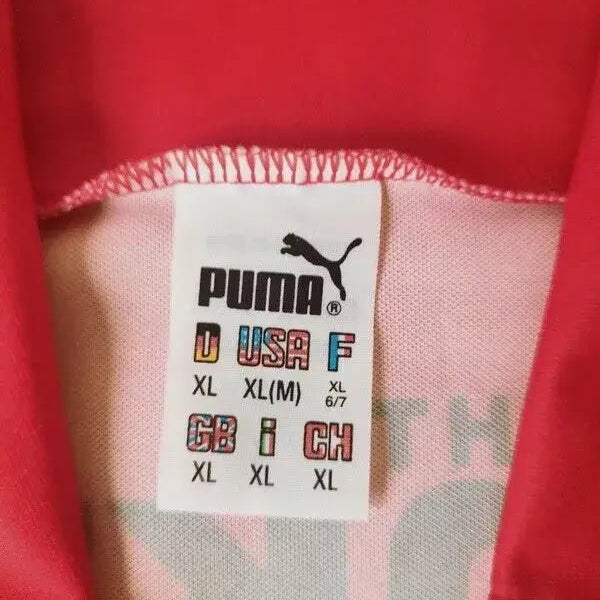 PUMA®
D USA F
XL XL(M) XL
6/7
GB i CH
XL XL XL